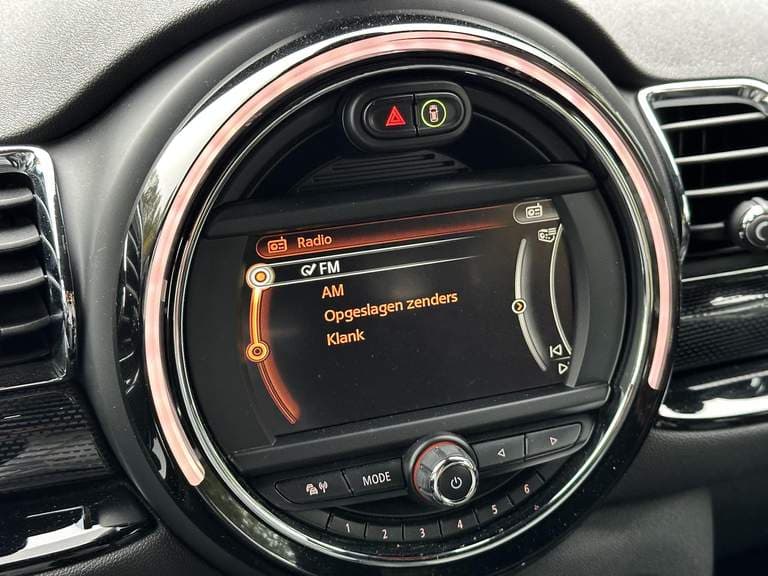 Radio
FM
AM
Opgeslagen zenders
Klank
MODE
1 2 3 4 5 6